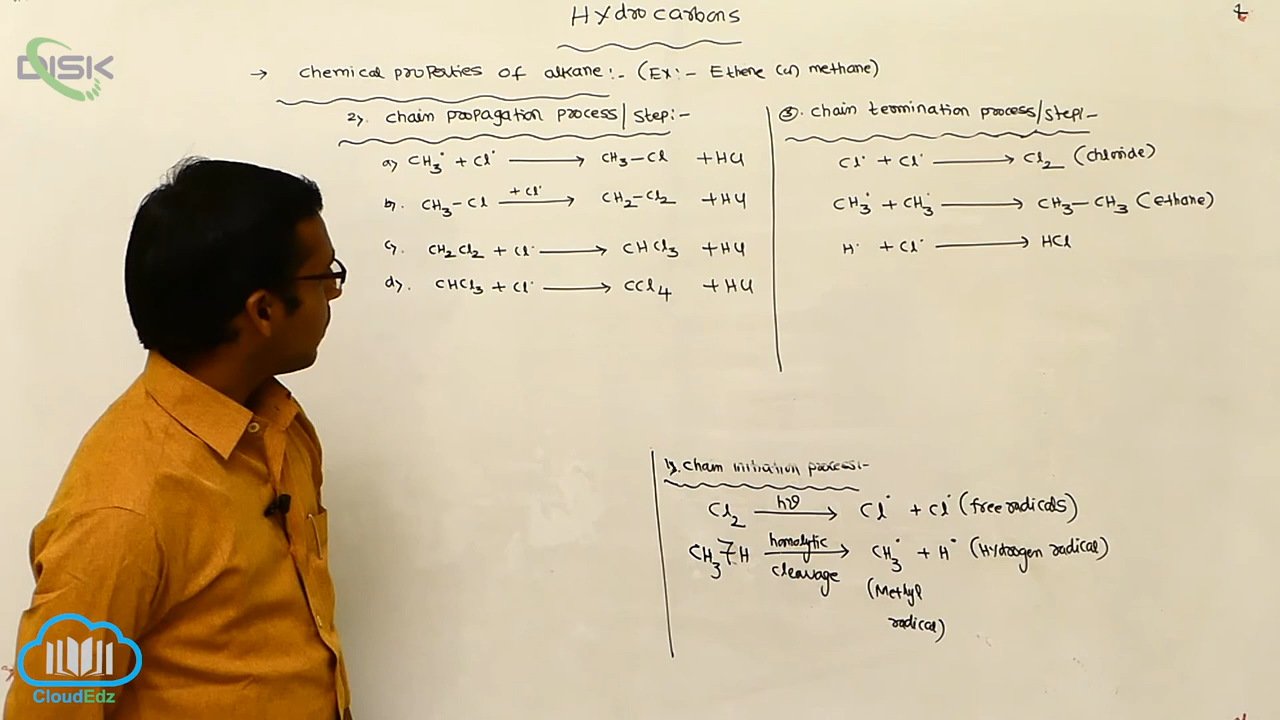 Hydrocarbons
1
DISK
→ chemical properties of alkane:- (Ex:- Ethene (or) methane)
2). chain propagation process/step:-
a) CH₃• + Cl• ⟶ CH₃-Cl + HCl
b). CH₃-Cl +Cl• ⟶ CH₂-Cl₂ + HCl
c). CH₂Cl₂ + Cl• ⟶ CHCl₃ + HCl
d). CHCl₃ + Cl• ⟶ CCl₄ + HCl
③. chain termination process/step:-
Cl• + Cl• ⟶ Cl₂ (chloride)
CH₃• + CH₃• ⟶ CH₃-CH₃ (ethane)
H• + Cl• ⟶ HCl
1). chain initiation process:-
Cl₂ hν ⟶ Cl• + Cl• (free radicals)
CH₃-H homolytic cleavage ⟶ CH₃• + H• (Hydrogen radical)
(Methyl
radical)
CloudEdz